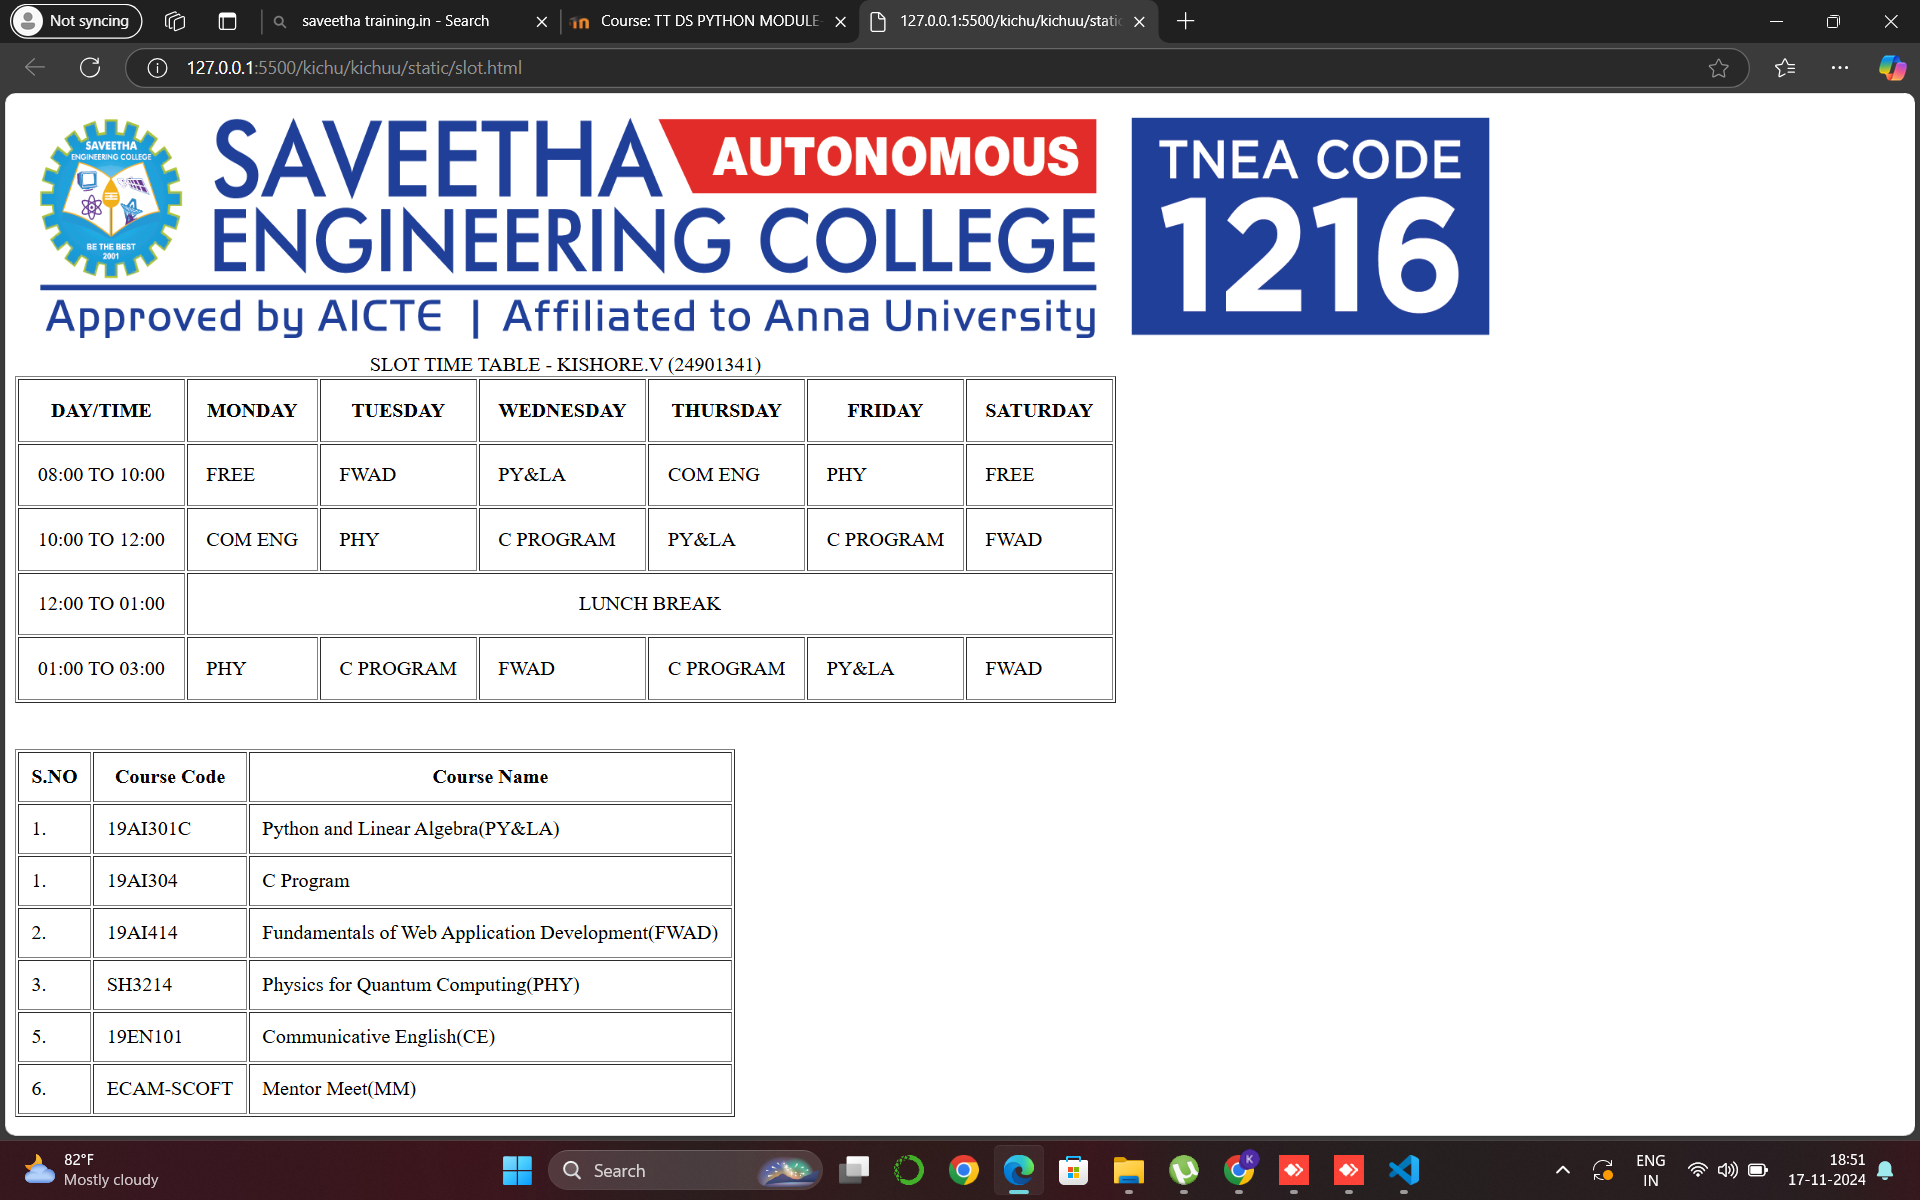 Not syncing
saveetha training.in - Search
Course: TT DS PYTHON MODULE
127.0.0.1:5500/kichu/kichuu/static
127.0.0.1:5500/kichu/kichuu/static/slot.html
SAVEETHA
ENGINEERING COLLEGE
BE THE BEST
2001
SAVEETHA AUTONOMOUS
ENGINEERING COLLEGE
Approved by AICTE | Affiliated to Anna University
TNEA CODE
1216
SLOT TIME TABLE - KISHORE.V (24901341)
DAY/TIME MONDAY TUESDAY WEDNESDAY THURSDAY FRIDAY SATURDAY
08:00 TO 10:00 FREE FWAD PY&LA COM ENG PHY FREE
10:00 TO 12:00 COM ENG PHY C PROGRAM PY&LA C PROGRAM FWAD
12:00 TO 01:00 LUNCH BREAK
01:00 TO 03:00 PHY C PROGRAM FWAD C PROGRAM PY&LA FWAD
S.NO Course Code Course Name
1. 19AI301C Python and Linear Algebra(PY&LA)
1. 19AI304 C Program
2. 19AI414 Fundamentals of Web Application Development(FWAD)
3. SH3214 Physics for Quantum Computing(PHY)
5. 19EN101 Communicative English(CE)
6. ECAM-SCOFT Mentor Meet(MM)
82°F
Mostly cloudy
Search
K
ENG
IN
18:51
17-11-2024